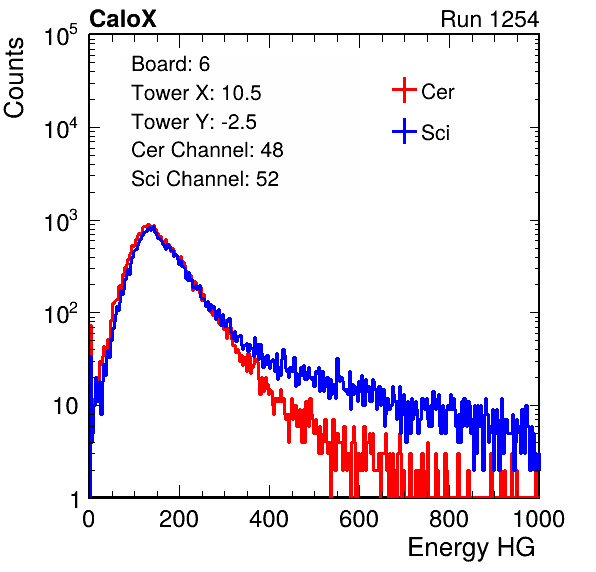 CaloX Run 1254
10^5
Counts
Board: 6
Tower X: 10.5
Tower Y: -2.5
Cer Channel: 48
Sci Channel: 52
Cer
Sci
10^4
10^3
10^2
10
1
0 200 400 600 800 1000
Energy HG